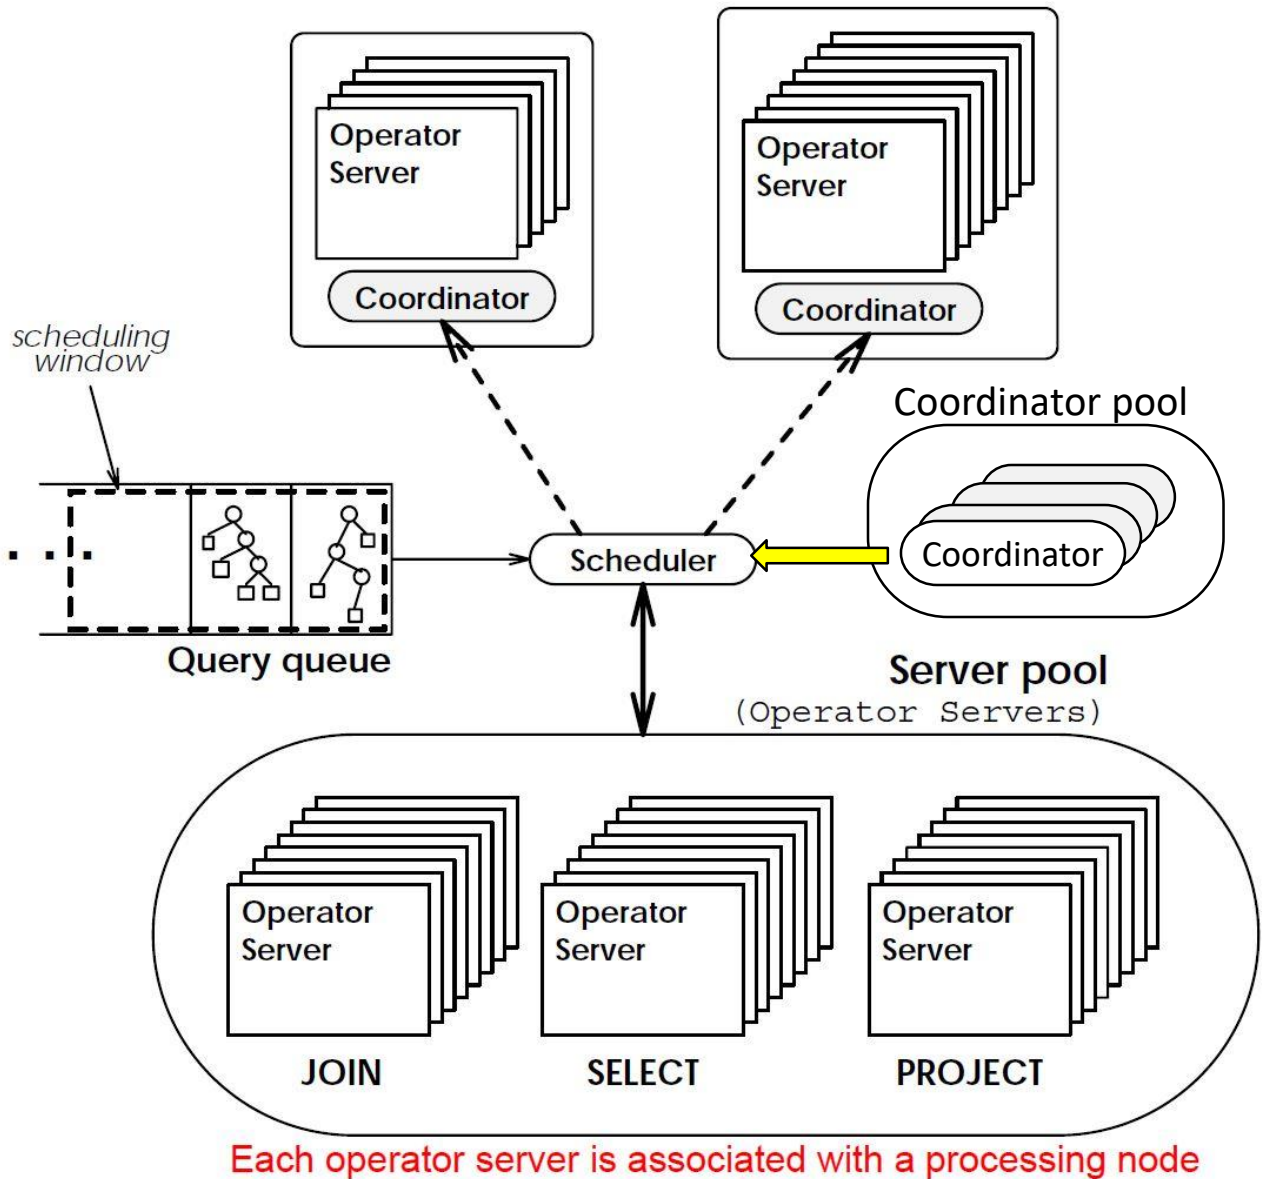 Operator
Server
Coordinator
Operator
Server
Coordinator
scheduling
window
Coordinator pool
Coordinator
. . .
Scheduler
Query queue
Server pool
(Operator Servers)
Operator
Server
JOIN
Operator
Server
SELECT
Operator
Server
PROJECT
Each operator server is associated with a processing node